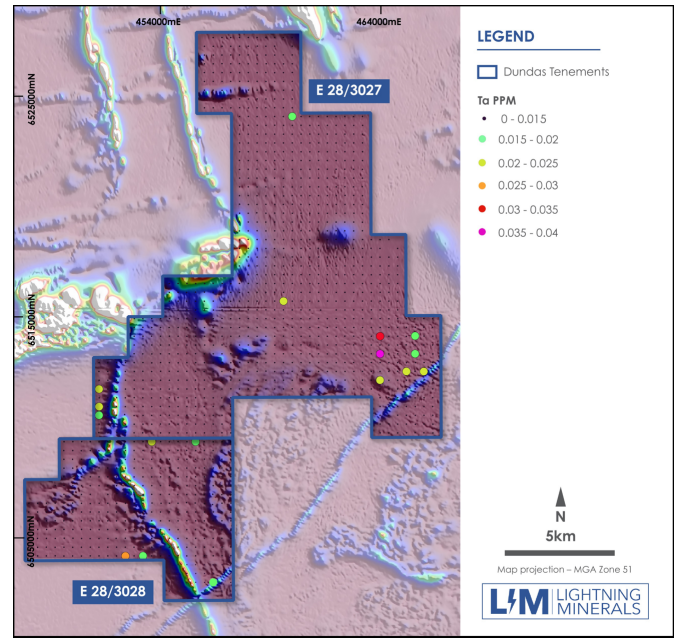 454000mE
464000mE
6525000mN
6515000mN
6505000mN
E 28/3027
E 28/3028
LEGEND
Dundas Tenements
Ta PPM
0 - 0.015
0.015 - 0.02
0.02 - 0.025
0.025 - 0.03
0.03 - 0.035
0.035 - 0.04
N
5km
Map projection – MGA Zone 51
LM LIGHTNING
MINERALS